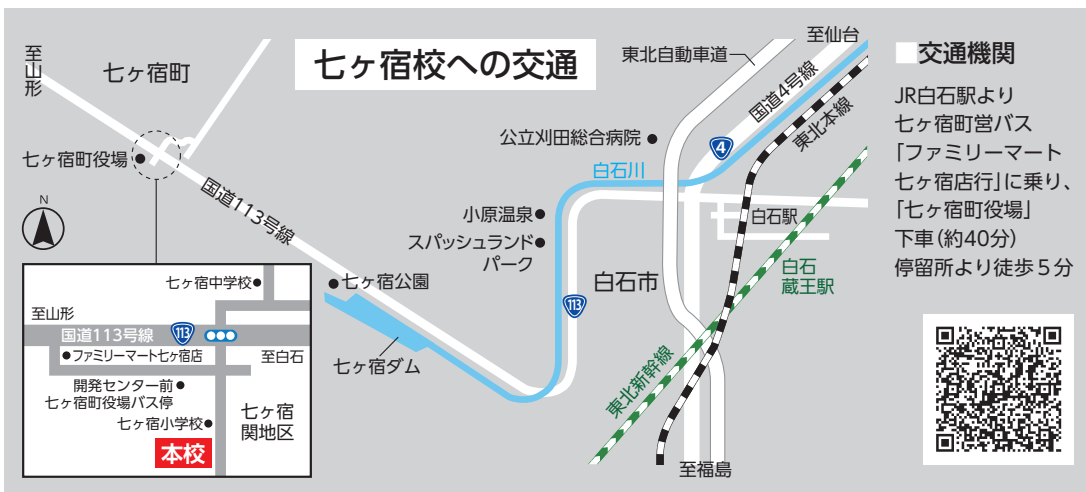 七ヶ宿校への交通
至山形
七ヶ宿町
七ヶ宿町役場
国道113号線
N
東北自動車道
至仙台
国道4号線
4
東北本線
公立刈田総合病院
白石川
小原温泉
スパッシュランド
パーク
白石駅
白石市
白石
蔵王駅
113
七ヶ宿公園
七ヶ宿ダム
東北新幹線
至福島
七ヶ宿中学校
至山形
国道113号線
113
ファミリーマート七ヶ宿店
至白石
開発センター前
七ヶ宿町役場バス停
七ヶ宿小学校
七ヶ宿
関地区
本校
■交通機関
JR白石駅より
七ヶ宿町営バス
「ファミリーマート
七ヶ宿店行」に乗り、
「七ヶ宿町役場」
下車(約40分)
停留所より徒歩5分